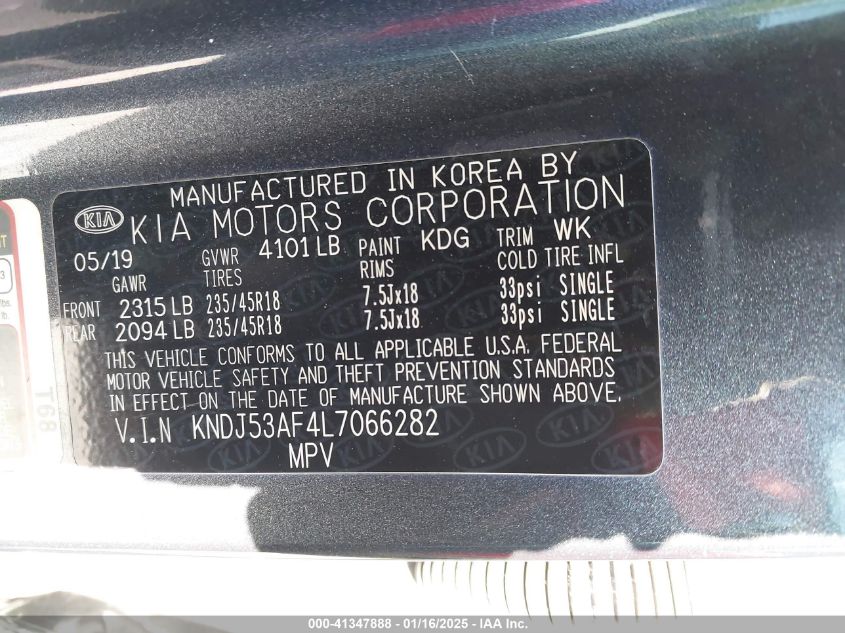 MANUFACTURED IN KOREA BY
KIA KIA MOTORS CORPORATION
05/19 GVWR 4101 LB PAINT KDG TRIM WK
GAWR TIRES RIMS COLD TIRE INFL
FRONT 2315 LB 235/45R18 7.5Jx18 33psi SINGLE
REAR 2094 LB 235/45R18 7.5Jx18 33psi SINGLE
THIS VEHICLE CONFORMS TO ALL APPLICABLE U.S.A. FEDERAL
MOTOR VEHICLE SAFETY AND THEFT PREVENTION STANDARDS
IN EFFECT ON THE DATE OF MANUFACTURE SHOWN ABOVE.
V.I.N KNDJ53AF4L7066282
MPV
T68
000-41347888 - 01/16/2025 - IAA Inc.